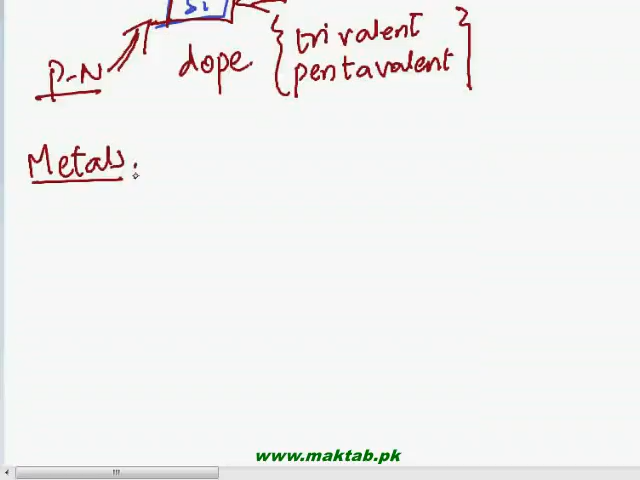 Si
trivalent
P-N dope pentavalent
Metals:
www.maktab.pk